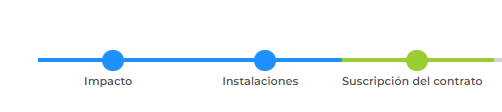 Impacto
Instalaciones
Suscripción del contrato